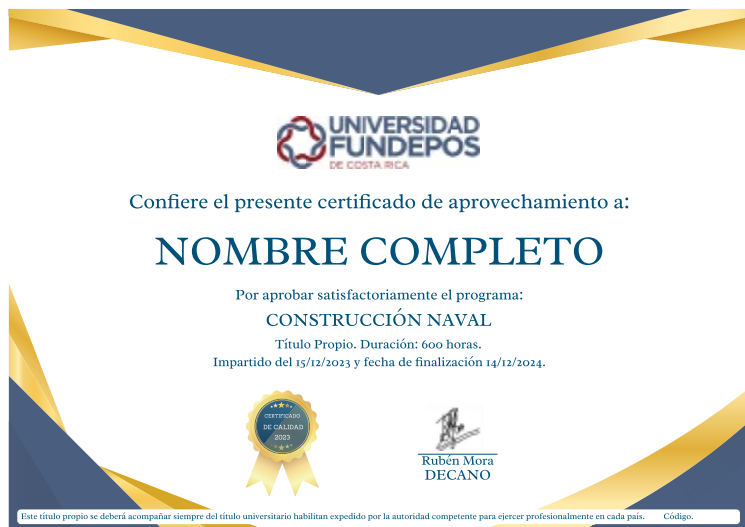 UNIVERSIDAD
FUNDEPOS
DE COSTA RICA
Confiere el presente certificado de aprovechamiento a:
NOMBRE COMPLETO
Por aprobar satisfactoriamente el programa:
CONSTRUCCIÓN NAVAL
Título Propio. Duración: 600 horas.
Impartido del 15/12/2023 y fecha de finalización 14/12/2024.
CERTIFICADO
DE CALIDAD
2023
Rubén Mora
DECANO
Este título propio se deberá acompañar siempre del título universitario habilitan expedido por la autoridad competente para ejercer profesionalmente en cada país. Código.